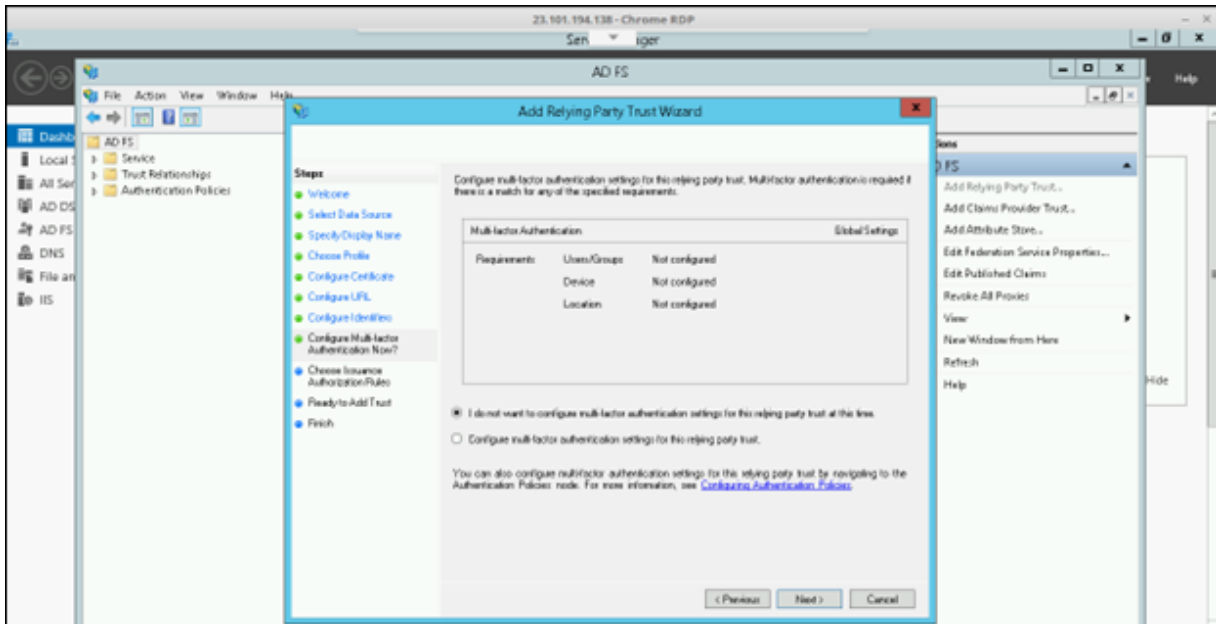 23.101.194.138 - Chrome RDP
AD FS
File Action View Window
Add Relying Party Trust Wizard
AD FS
Service
Trust Relationships
Authentication Policies
Local
AD DS
AD FS
DNS
IIS
Help
Steps
Welcome
Select Data Source
Specify Display Name
Choose Profile
Configure Certificate
Configure URL
Configure Identifiers
Configure Multi-factor
Authentication Now?
Choose Issuance
Authorization Rules
Ready to Add Trust
Finish
Configure multi-factor authentication settings for this relying party trust. Multi-factor authentication is required if
there is a match for any of the specified requirements.
Multi-factor Authentication Global Settings
Requirements Users/Groups Not configured
Device Not configured
Location Not configured
I do not want to configure multi-factor authentication settings for this relying party trust at this time.
Configure multi-factor authentication settings for this relying party trust.
You can also configure multi-factor authentication settings for this relying party trust by navigating to the
Authentication Policies node. For more information, see Configuring Authentication Policies.
< Previous Next > Cancel
Add Relying Party Trust...
Add Claims Provider Trust...
Add Attribute Store...
Edit Federation Service Properties...
Edit Published Claims
Revoke All Proxies
View
New Window from Here
Refresh
Help
Hide